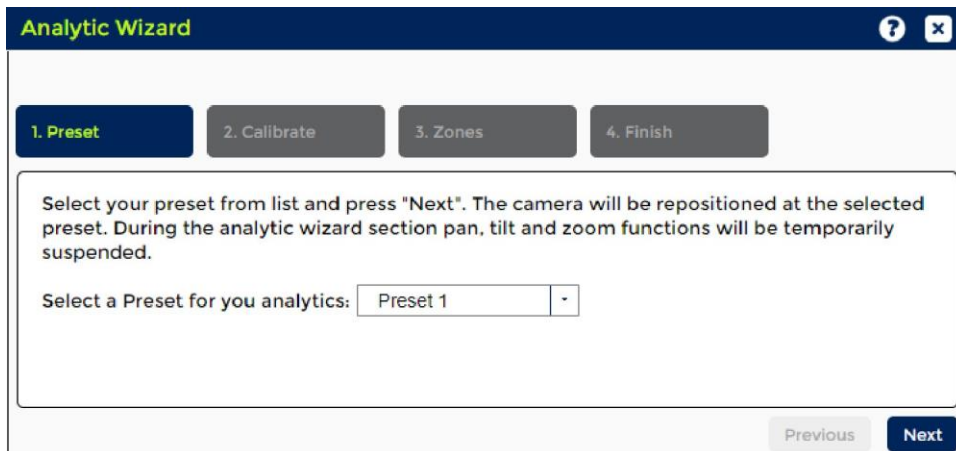 Analytic Wizard
1. Preset
2. Calibrate
3. Zones
4. Finish
Select your preset from list and press "Next". The camera will be repositioned at the selected
preset. During the analytic wizard section pan, tilt and zoom functions will be temporarily
suspended.
Select a Preset for you analytics: Preset 1
Previous
Next